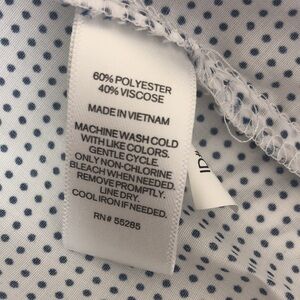 60% POLYESTER
40% VISCOSE
MADE IN VIETNAM
MACHINE WASH COLD
WITH LIKE COLORS.
GENTLE CYCLE
ONLY NON-CHLORINE
BLEACH WHEN NEEDED.
REMOVE PROMPTLY.
LINE DRY.
COOL IRON IF NEEDED.
RN# 55285